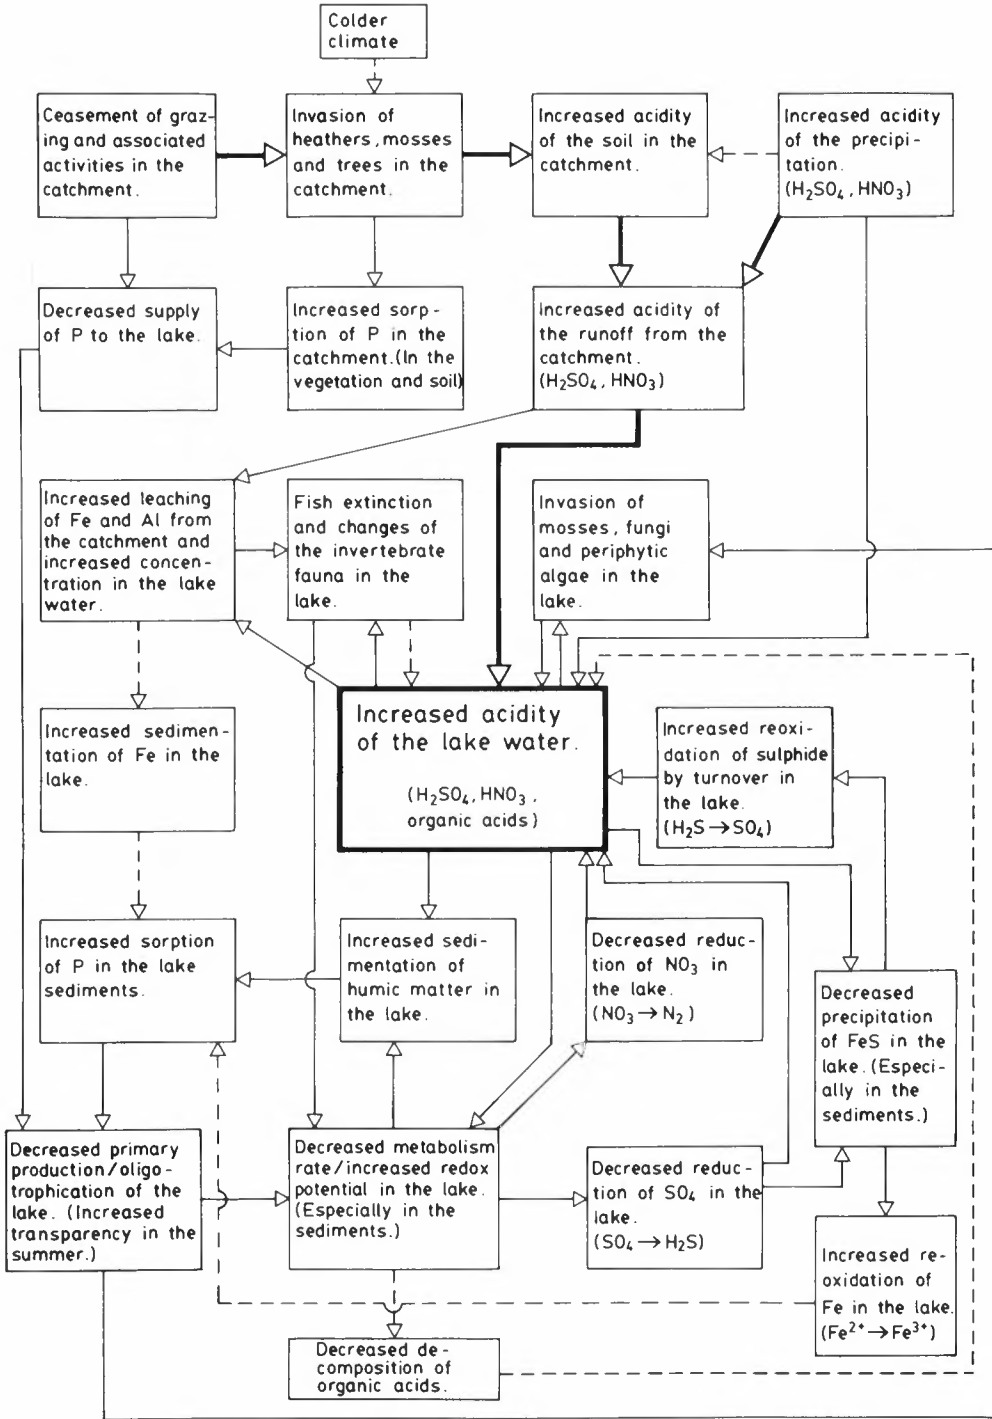 Colder
climate
Ceasement of graz-
ing and associated
activities in the
catchment.
Invasion of
heathers, mosses
and trees in the
catchment.
Increased acidity
of the soil in the
catchment.
Increased acidity
of the precipi-
tation.
(H₂SO₄, HNO₃)
Decreased supply
of P to the lake.
Increased sorp-
tion of P in the
catchment.(In the
vegetation and soil)
Increased acidity of
the runoff from the
catchment.
(H₂SO₄, HNO₃)
Increased leaching
of Fe and Al from
the catchment and
increased concen-
tration in the lake
water.
Fish extinction
and changes of
the invertebrate
fauna in the
lake.
Invasion of
mosses, fungi
and periphytic
algae in the
lake.
Increased sedimen-
tation of Fe in the
lake.
Increased acidity
of the lake water.
(H₂SO₄, HNO₃,
organic acids)
Increased reoxi-
dation of sulphide
by turnover in
the lake.
(H₂S→SO₄)
Increased sorption
of P in the lake
sediments.
Increased sedi-
mentation of
humic matter in
the lake.
Decreased reduc-
tion of NO₃ in
the lake.
(NO₃→N₂)
Decreased
precipitation
of FeS in the
lake. (Especi-
ally in the
sediments.)
Decreased primary
production/oligo-
trophication of the
lake. (Increased
transparency in the
summer.)
Decreased metabolism
rate/increased redox
potential in the lake.
(Especially in the
sediments.)
Decreased reduc-
tion of SO₄ in the
lake.
(SO₄→H₂S)
Increased re-
oxidation of
Fe in the lake.
(Fe²⁺→Fe³⁺)
Decreased de-
composition of
organic acids.